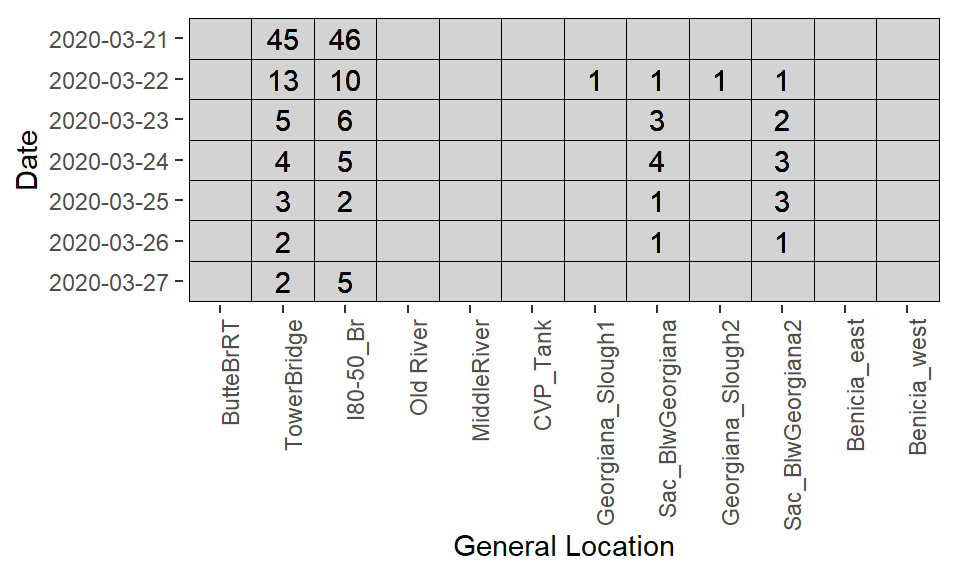 2020-03-21 45 46
2020-03-22 13 10 1 1 1 1
2020-03-23 5 6 3 2
2020-03-24 4 5 4 3
2020-03-25 3 2 1 3
2020-03-26 2 1 1
2020-03-27 2 5
Date
ButteBrRT
TowerBridge
I80-50_Br
Old River
MiddleRiver
CVP_Tank
Georgiana_Slough1
Sac_BlwGeorgiana
Georgiana_Slough2
Sac_BlwGeorgiana2
Benicia_east
Benicia_west
General Location